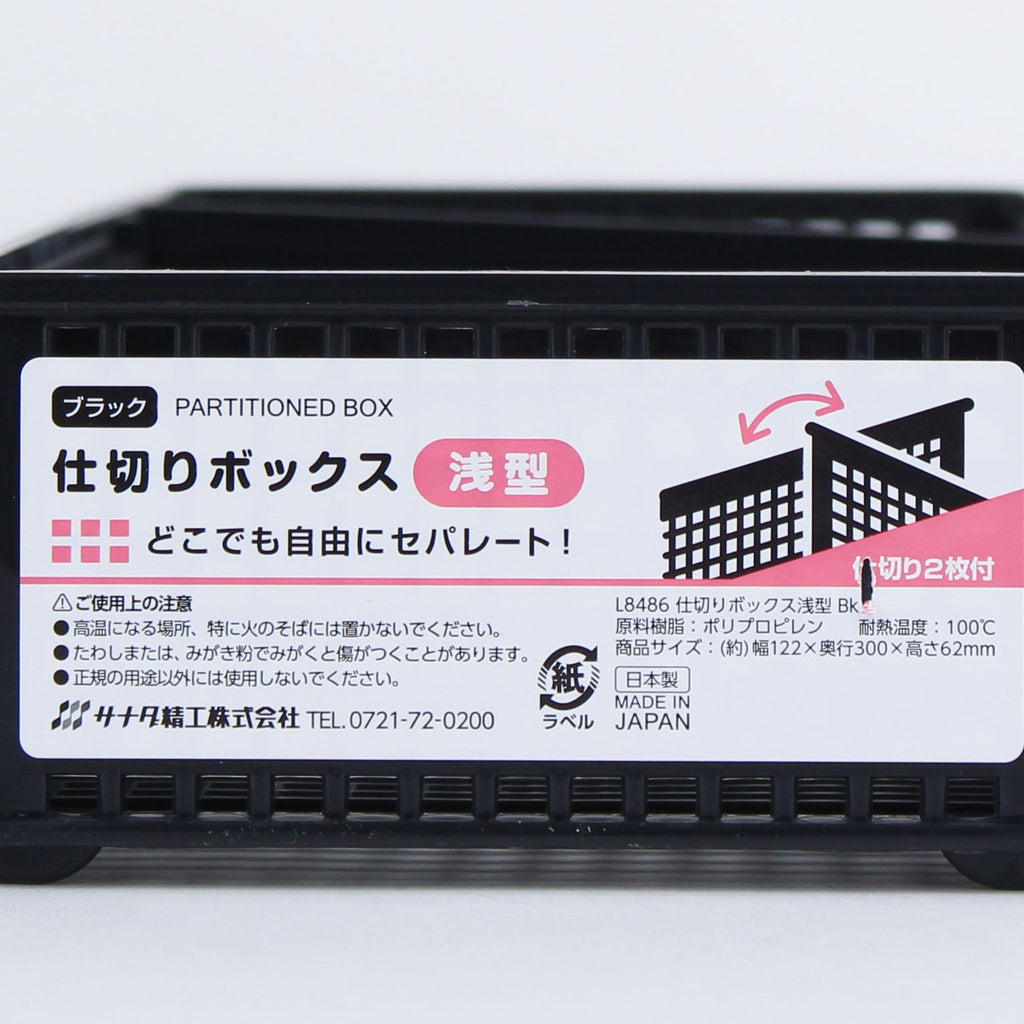 ブラック PARTITIONED BOX
仕切りボックス 浅型
どこでも自由にセパレート！
仕切り2枚付
⚠ご使用上の注意
●高温になる場所、特に火のそばには置かないでください。
●たわしまたは、みがき粉でみがくと傷がつくことがあります。
●正規の用途以外には使用しないでください。
サナダ精工株式会社 TEL.0721-72-0200
紙
ラベル
L8486 仕切りボックス浅型 Bk
原料樹脂：ポリプロピレン 耐熱温度：100℃
商品サイズ：(約)幅122×奥行300×高さ62mm
日本製
MADE IN
JAPAN